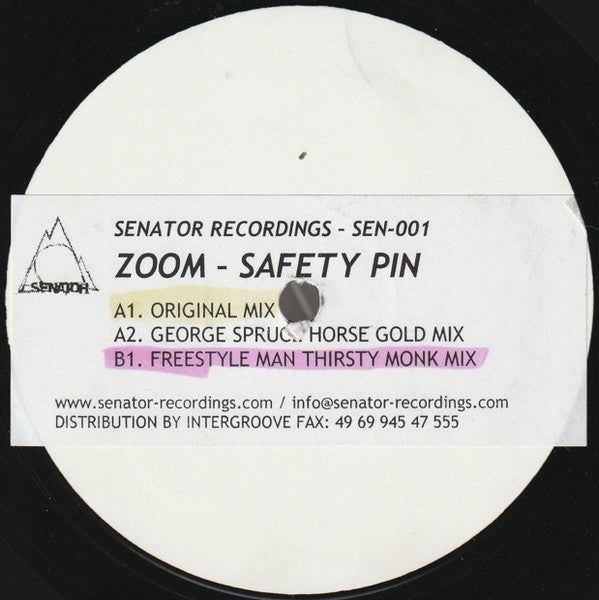 SENATOR RECORDINGS - SEN-001
ZOOM - SAFETY PIN
SENATOR
A1. ORIGINAL MIX
A2. GEORGE SPRUCK HORSE GOLD MIX
B1. FREESTYLE MAN THIRSTY MONK MIX
www.senator-recordings.com / info@senator-recordings.com
DISTRIBUTION BY INTERGROOVE FAX: 49 69 945 47 555